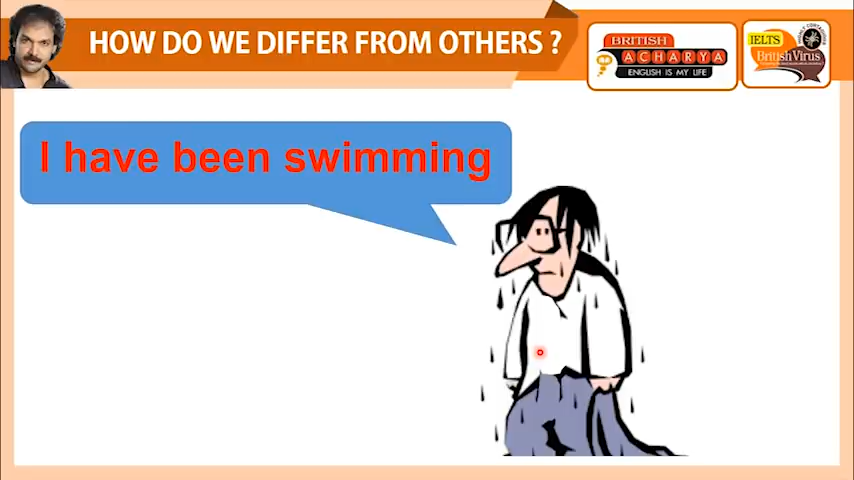 HOW DO WE DIFFER FROM OTHERS ?
BRITISH
ACHARYA
ENGLISH IS MY LIFE
IELTS
British Virus
I have been swimming